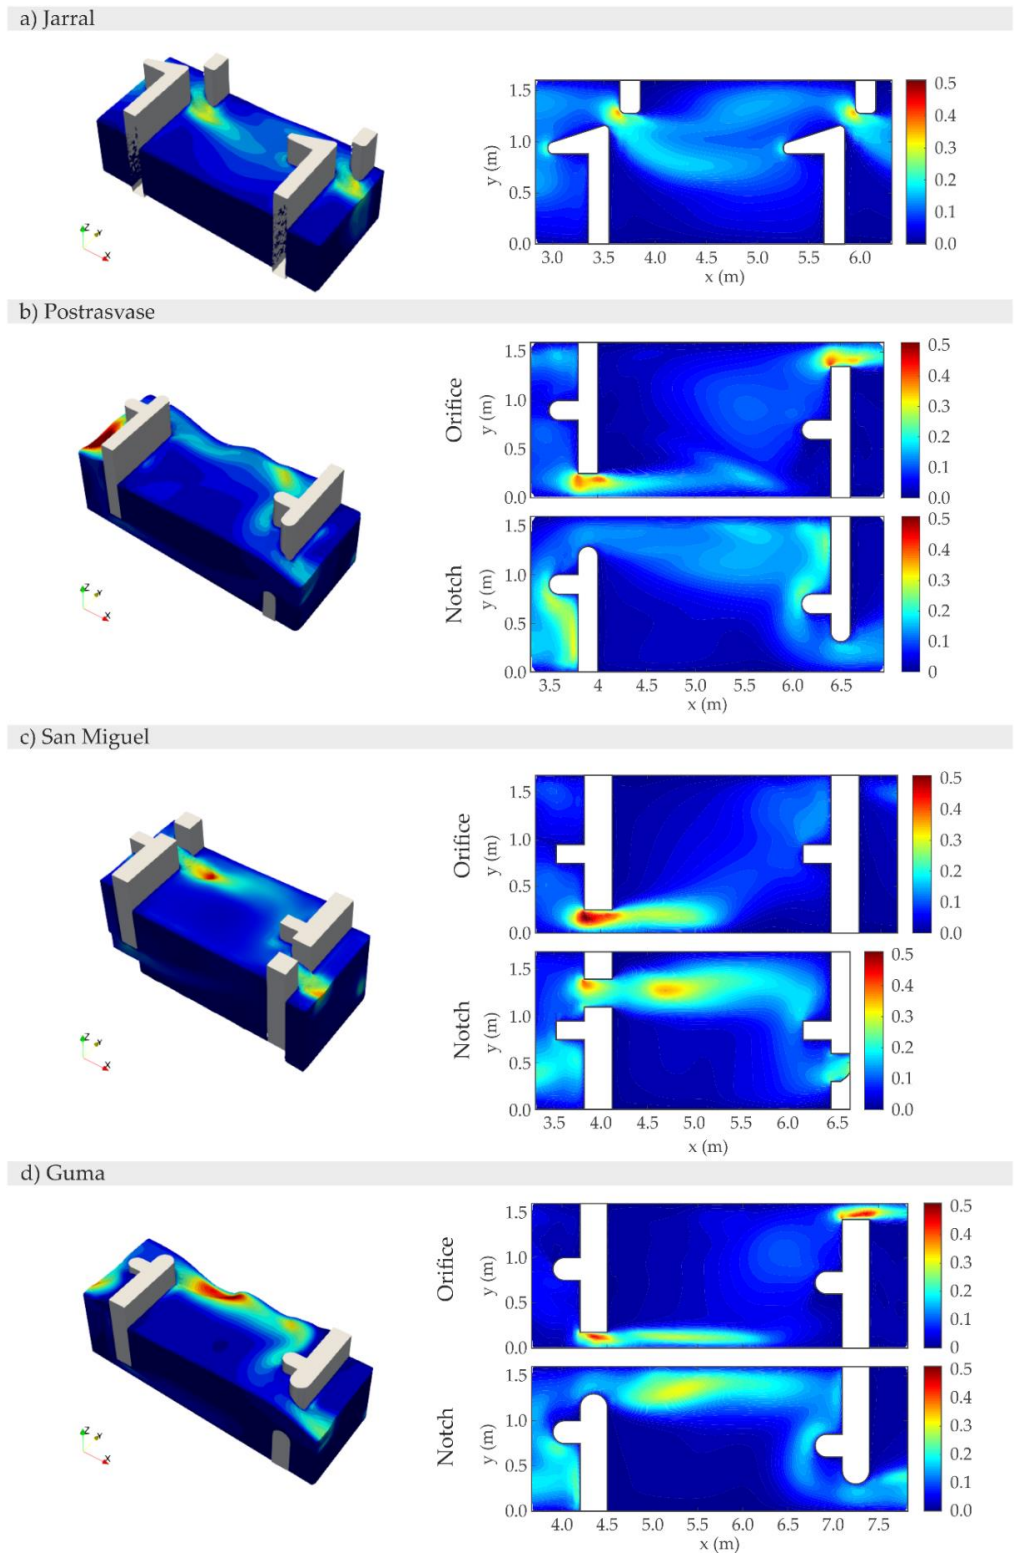 a) Jarral
Z
Y
X
y (m)
1.5
1.0
0.5
0.0
3.0 3.5 4.0 4.5 5.0 5.5 6.0
x (m)
0.5
0.4
0.3
0.2
0.1
0.0
b) Postrasvase
Z
Y
X
Orifice
y (m)
1.5
1.0
0.5
0.0
0.5
0.4
0.3
0.2
0.1
0.0
Notch
y (m)
1.5
1.0
0.5
0.0
3.5 4 4.5 5.0 5.5 6.0 6.5
x (m)
0.5
0.4
0.3
0.2
0.1
0
c) San Miguel
Z
Y
X
Orifice
y (m)
1.5
1.0
0.5
0.0
0.5
0.4
0.3
0.2
0.1
0.0
Notch
y (m)
1.5
1.0
0.5
0.0
3.5 4.0 4.5 5.0 5.5 6.0 6.5
x (m)
0.5
0.4
0.3
0.2
0.1
0.0
d) Guma
Z
Y
X
Orifice
y (m)
1.5
1.0
0.5
0.0
0.5
0.4
0.3
0.2
0.1
0
Notch
y (m)
1.5
1.0
0.5
0.0
4.0 4.5 5.0 5.5 6.0 6.5 7.0 7.5
x (m)
0.5
0.4
0.3
0.2
0.1
0.0